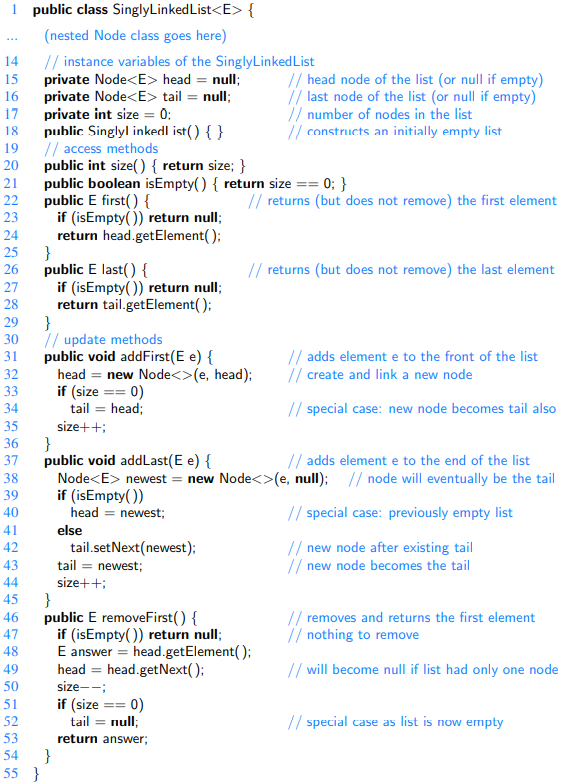 1 public class SinglyLinkedList<E> {
... (nested Node class goes here)
14 // instance variables of the SinglyLinkedList
15 private Node<E> head = null; // head node of the list (or null if empty)
16 private Node<E> tail = null; // last node of the list (or null if empty)
17 private int size = 0; // number of nodes in the list
18 public SinglyLinkedList() { } // constructs an initially empty list
19 // access methods
20 public int size() { return size; }
21 public boolean isEmpty() { return size == 0; }
22 public E first() { // returns (but does not remove) the first element
23 if (isEmpty()) return null;
24 return head.getElement();
25 }
26 public E last() { // returns (but does not remove) the last element
27 if (isEmpty()) return null;
28 return tail.getElement();
29 }
30 // update methods
31 public void addFirst(E e) { // adds element e to the front of the list
32 head = new Node<>(e, head); // create and link a new node
33 if (size == 0)
34 tail = head; // special case: new node becomes tail also
35 size++;
36 }
37 public void addLast(E e) { // adds element e to the end of the list
38 Node<E> newest = new Node<>(e, null); // node will eventually be the tail
39 if (isEmpty())
40 head = newest; // special case: previously empty list
41 else
42 tail.setNext(newest); // new node after existing tail
43 tail = newest; // new node becomes the tail
44 size++;
45 }
46 public E removeFirst() { // removes and returns the first element
47 if (isEmpty()) return null; // nothing to remove
48 E answer = head.getElement();
49 head = head.getNext(); // will become null if list had only one node
50 size−−;
51 if (size == 0)
52 tail = null; // special case as list is now empty
53 return answer;
54 }
55 }